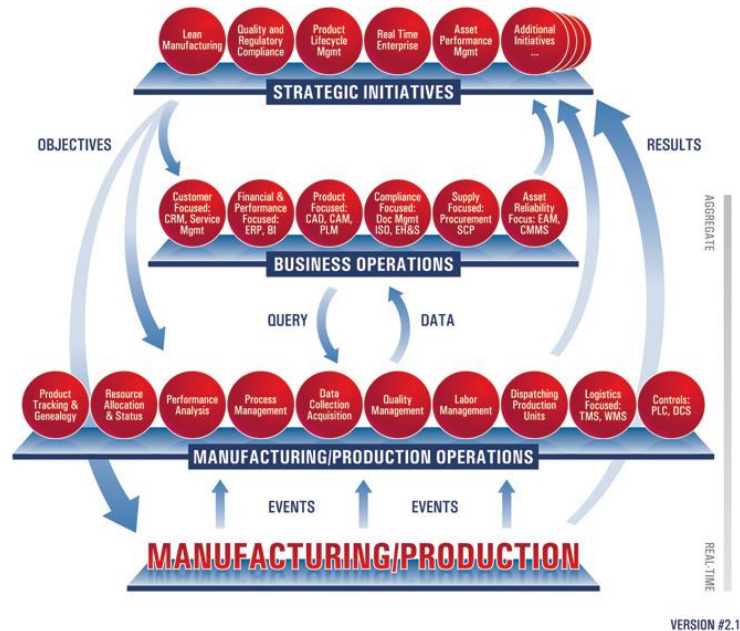 Lean
Manufacturing
Quality and
Regulatory
Compliance
Product
Lifecycle
Mgmt
Real Time
Enterprise
Asset
Performance
Mgmt
Additional
Initiatives
...
STRATEGIC INITIATIVES
OBJECTIVES
RESULTS
Customer
Focused:
CRM, Service
Mgmt
Financial &
Performance
Focused:
ERP, BI
Product
Focused:
CAD, CAM,
PLM
Compliance
Focused:
Doc Mgmt
ISO, EH&S
Supply
Focused:
Procurement
SCP
Asset
Reliability
Focus: EAM,
CMMS
BUSINESS OPERATIONS
AGGREGATE
QUERY
DATA
Product
Tracking &
Genealogy
Resource
Allocation
& Status
Performance
Analysis
Process
Management
Data
Collection
Acquisition
Quality
Management
Labor
Management
Dispatching
Production
Units
Logistics
Focused:
TMS, WMS
Controls:
PLC, DCS
MANUFACTURING/PRODUCTION OPERATIONS
EVENTS
EVENTS
MANUFACTURING/PRODUCTION
REAL-TIME
VERSION #2.1